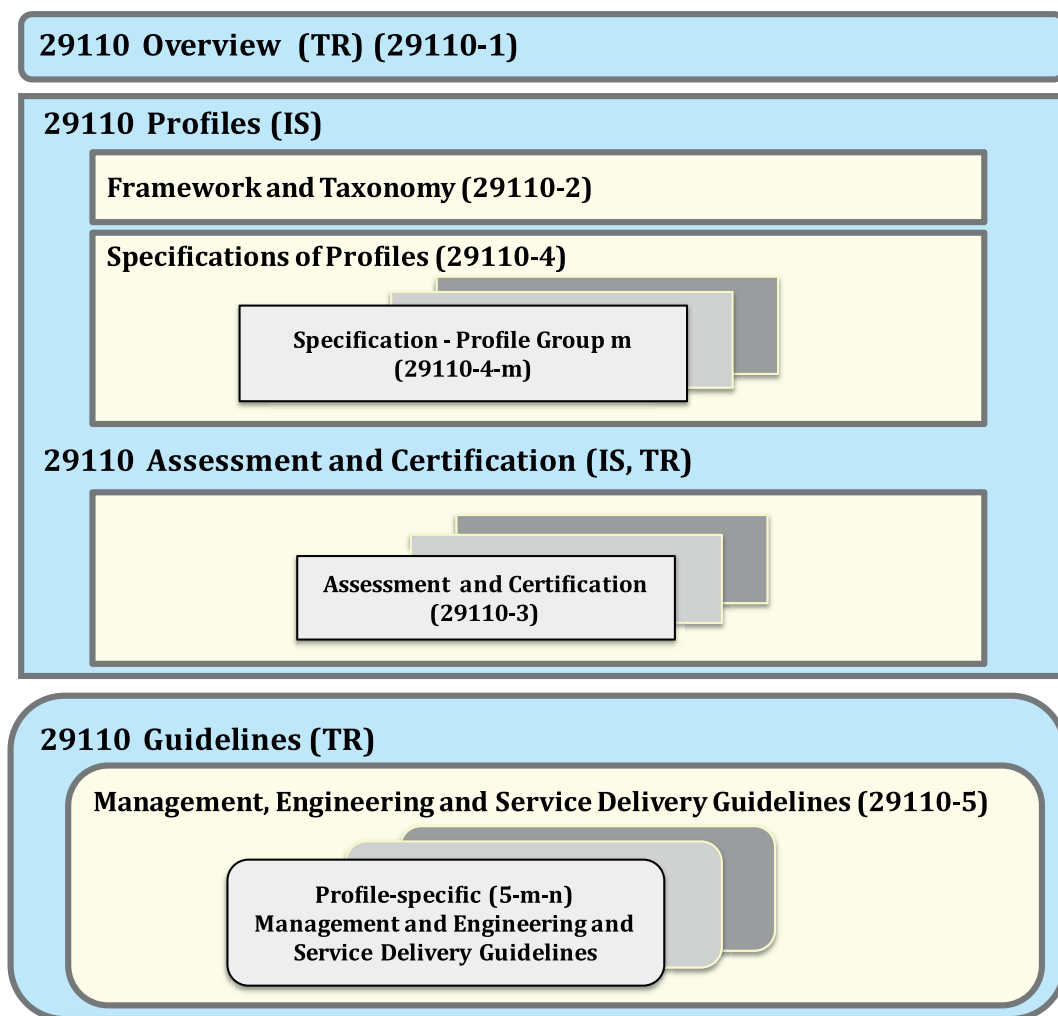 29110 Overview (TR) (29110-1)
29110 Profiles (IS)
Framework and Taxonomy (29110-2)
Specifications of Profiles (29110-4)
Specification - Profile Group m
(29110-4-m)
29110 Assessment and Certification (IS, TR)
Assessment and Certification
(29110-3)
29110 Guidelines (TR)
Management, Engineering and Service Delivery Guidelines (29110-5)
Profile-specific (5-m-n)
Management and Engineering and
Service Delivery Guidelines